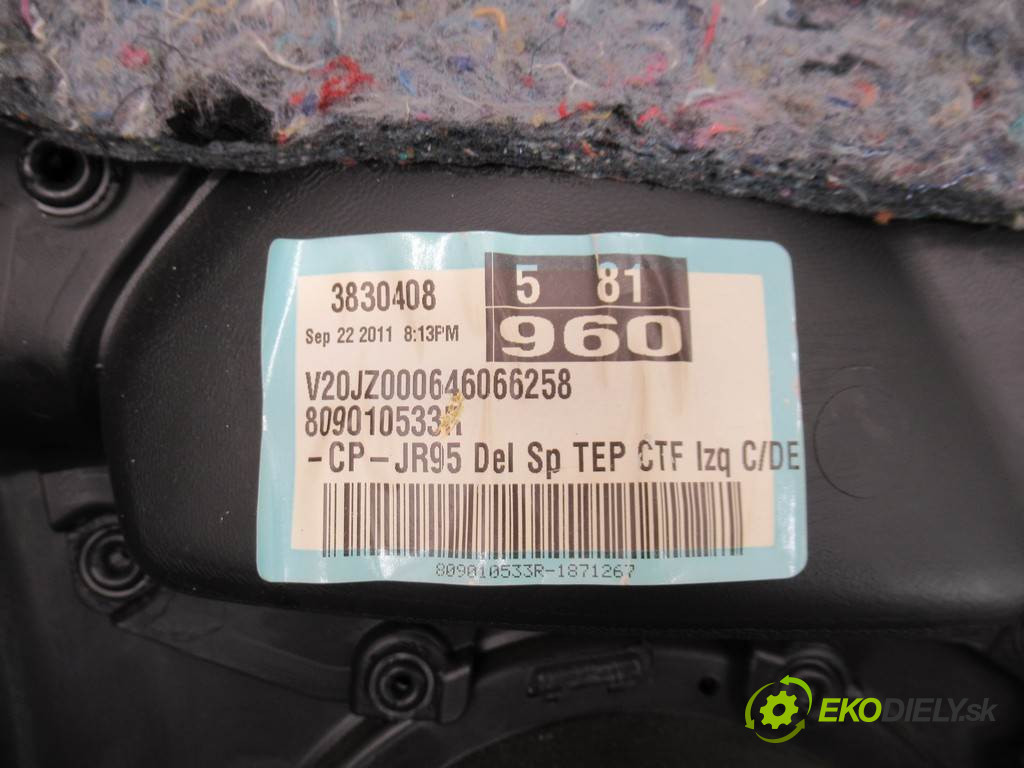 5 81
3830408
960
Sep 22 2011 8:13PM
V20JZ000646066258
809010533R
-CP-JR95 Del Sp TEP CTF Izq C/DE
809010533R-1871267
EKODIELY.sk